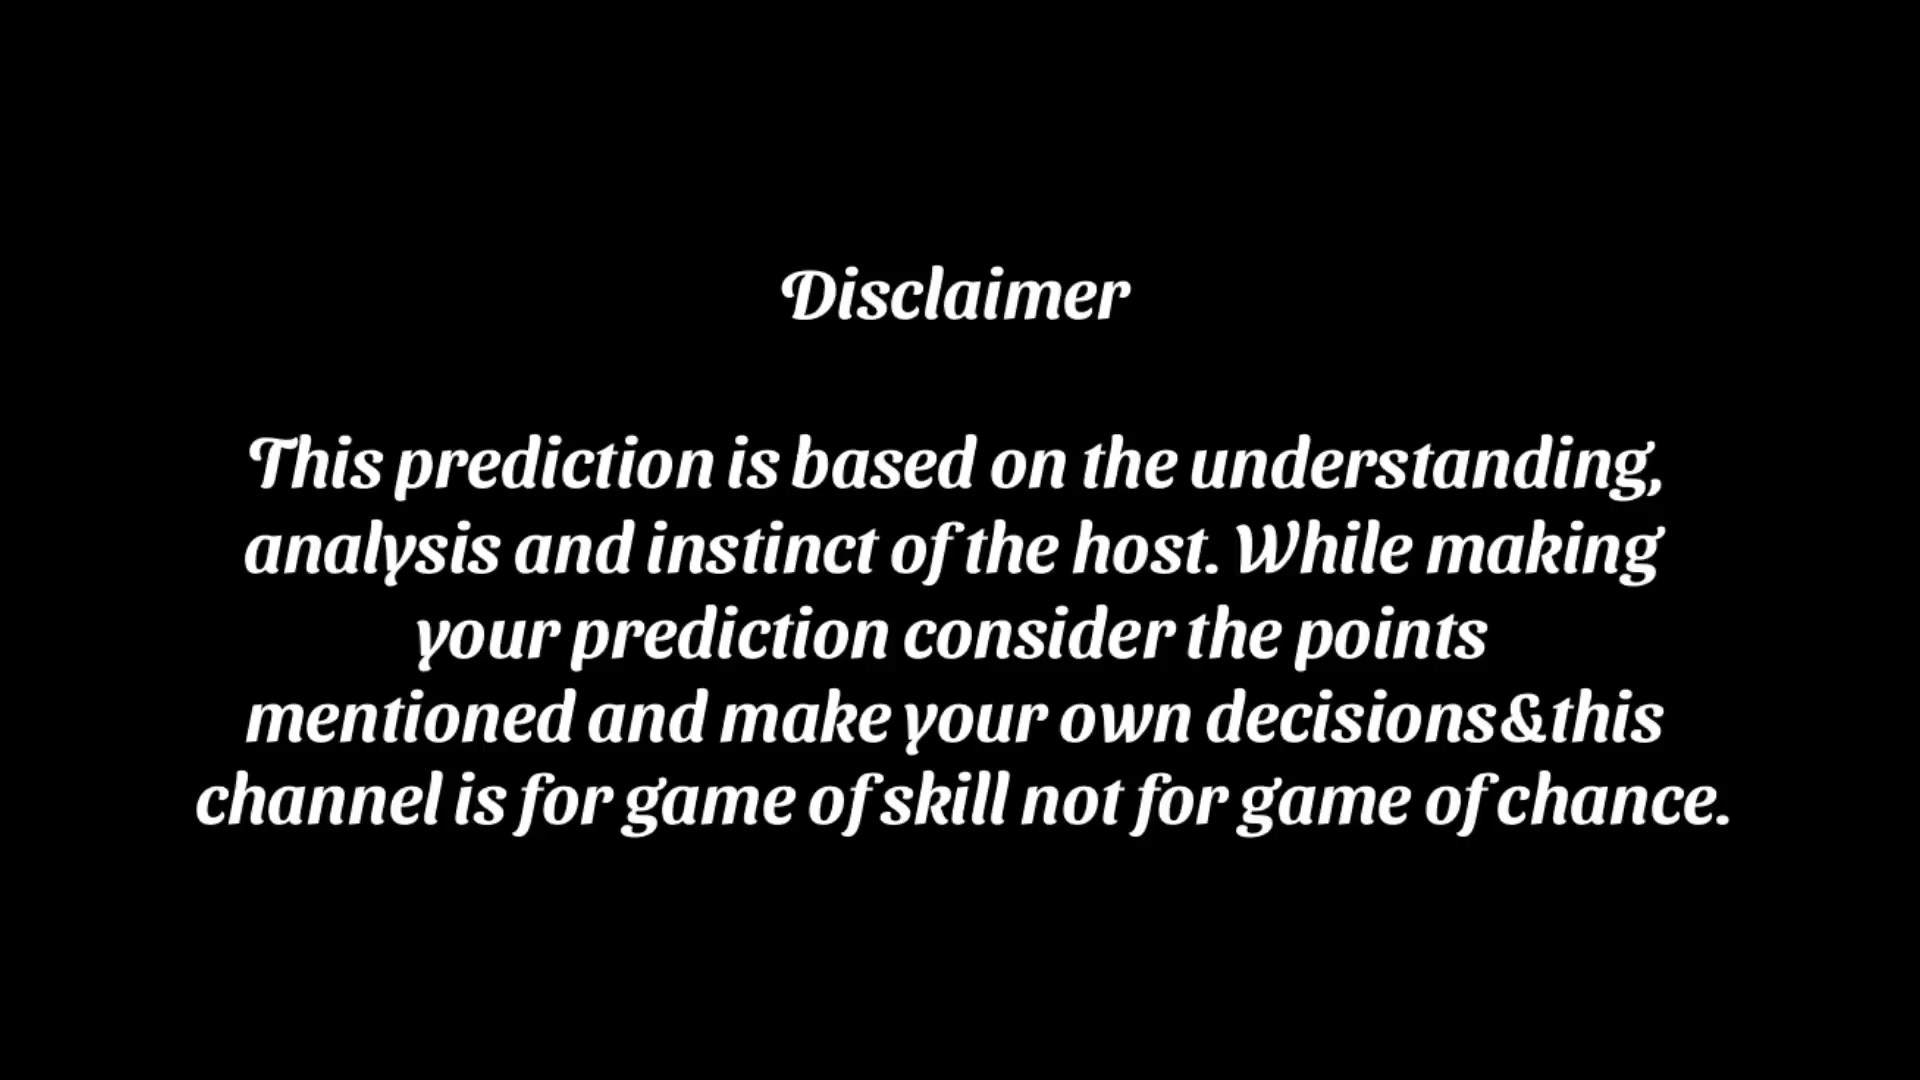 Disclaimer
This prediction is based on the understanding,
analysis and instinct of the host. While making
your prediction consider the points
mentioned and make your own decisions&this
channel is for game of skill not for game of chance.